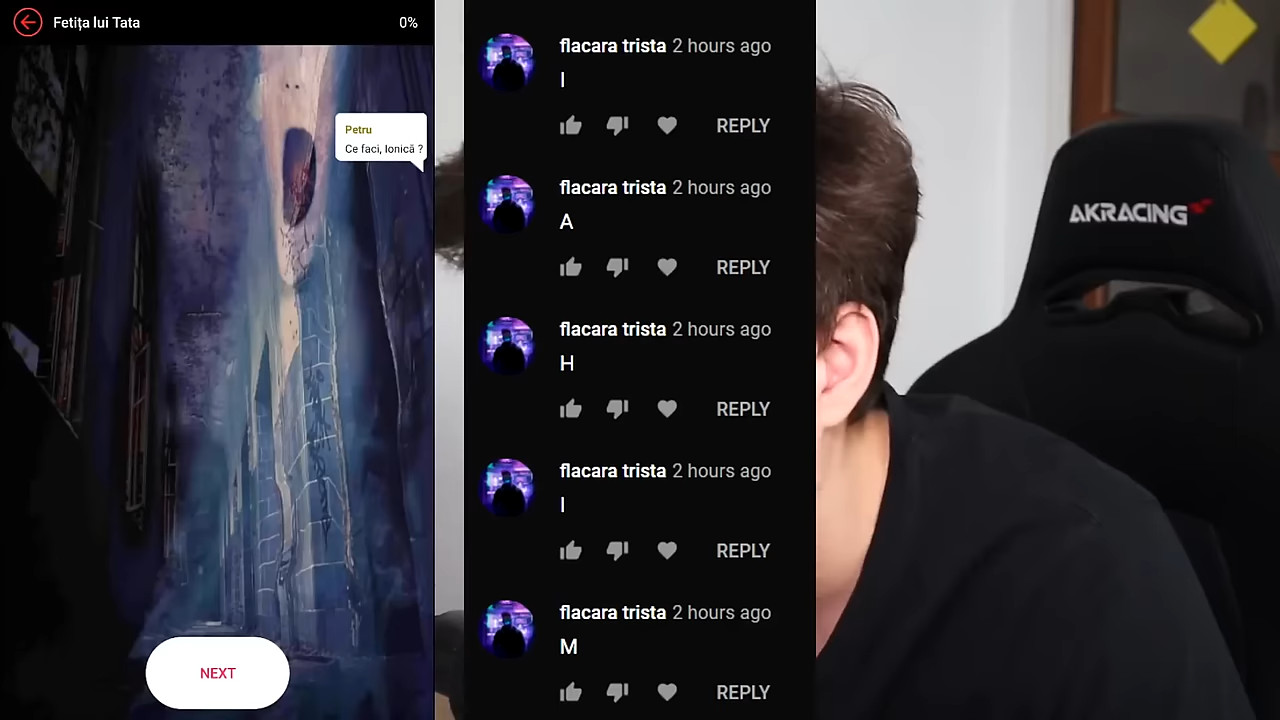 Fetița lui Tata
0%
Petru
Ce faci, Ionică ?
NEXT
flacara trista 2 hours ago
I
REPLY
flacara trista 2 hours ago
A
REPLY
flacara trista 2 hours ago
H
REPLY
flacara trista 2 hours ago
I
REPLY
flacara trista 2 hours ago
M
REPLY
AKRACING